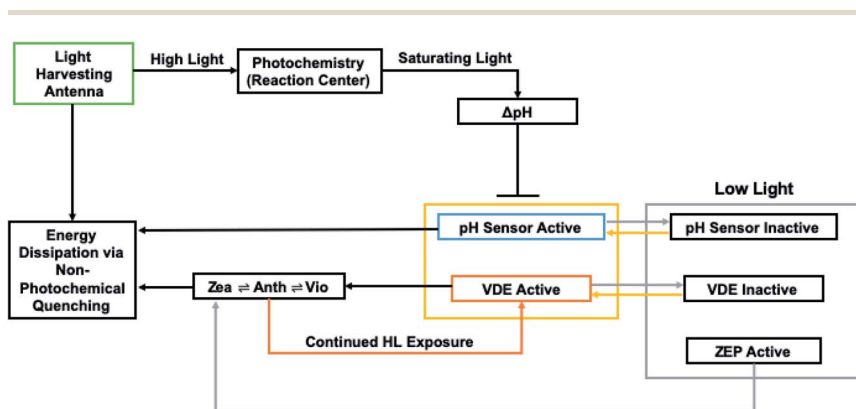 Light
Harvesting
Antenna
High Light
Photochemistry
(Reaction Center)
Saturating Light
ΔpH
Low Light
Energy
Dissipation via
Non-
Photochemical
Quenching
pH Sensor Active
pH Sensor Inactive
Zea ⇌ Anth ⇌ Vio
VDE Active
VDE Inactive
Continued HL Exposure
ZEP Active